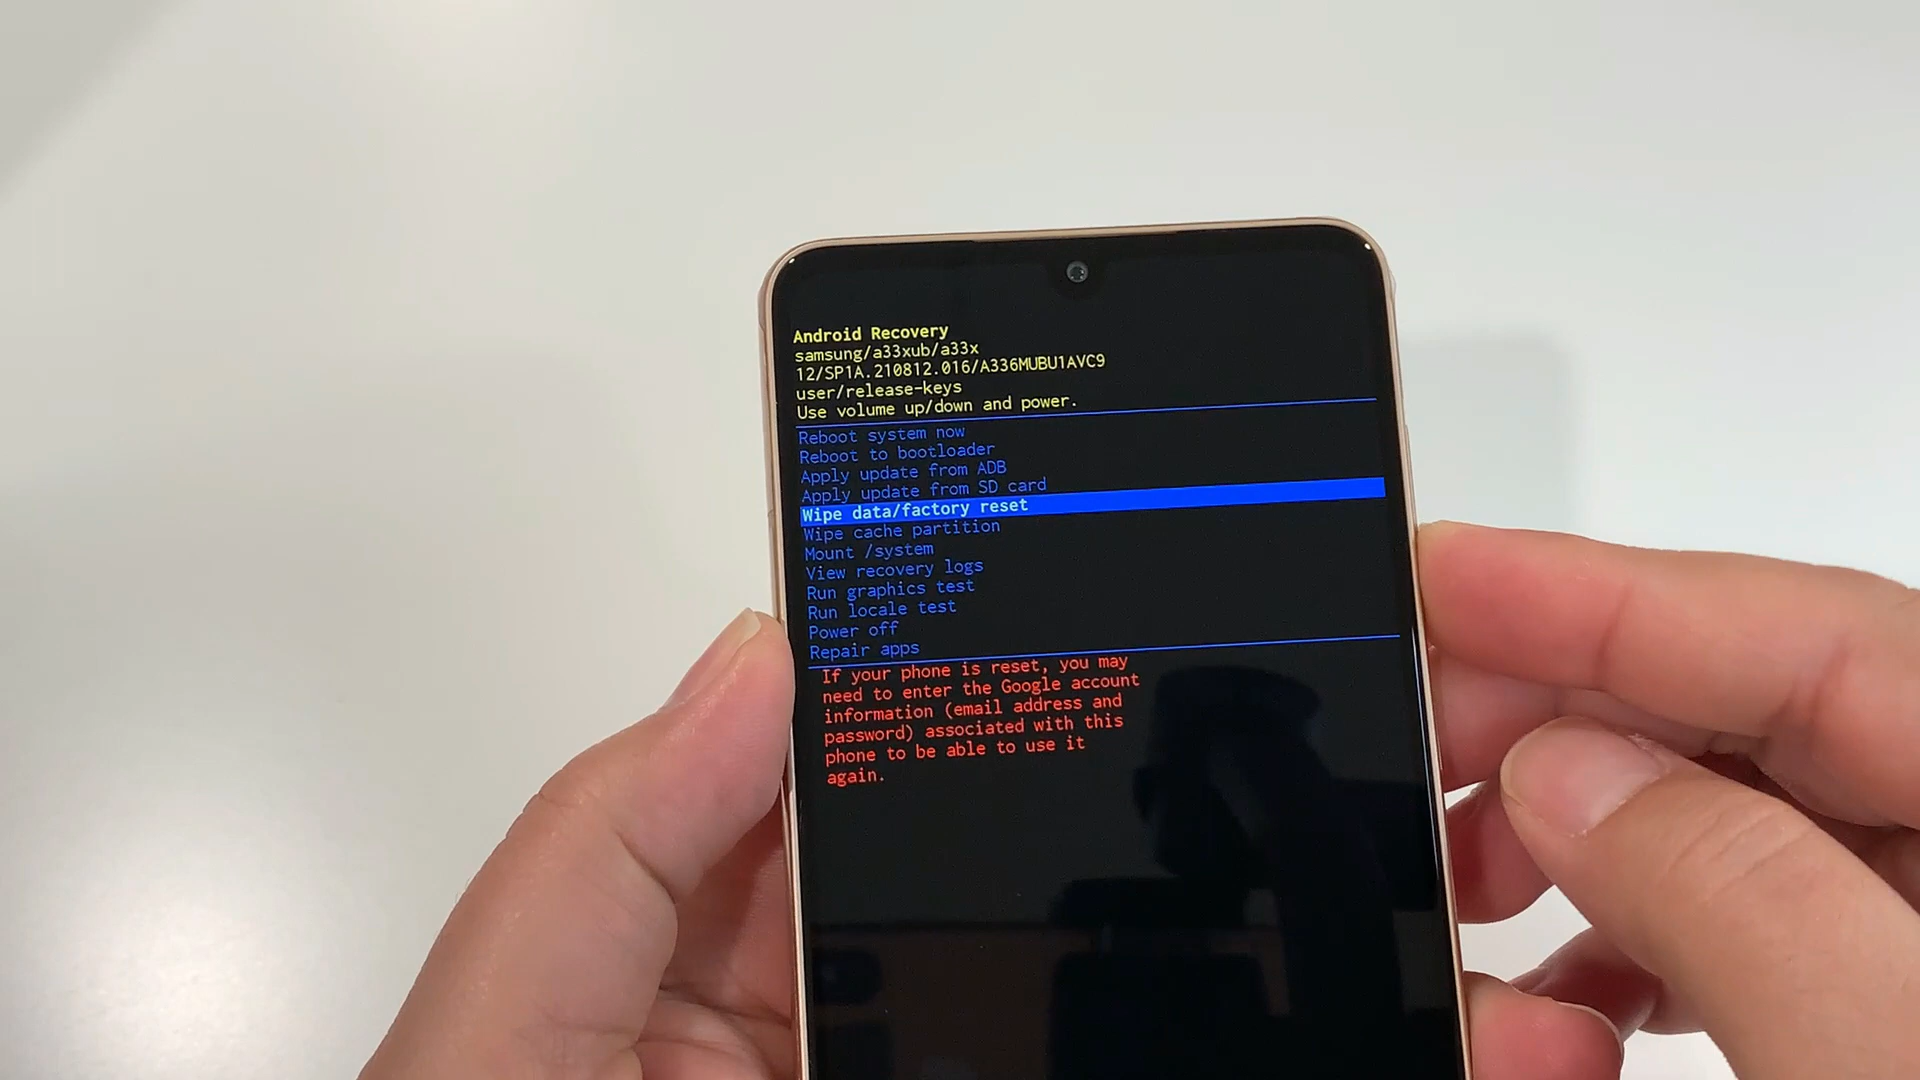 Android Recovery
samsung/a33xub/a33x
12/SP1A.210812.016/A336MUBU1AVC9
user/release-keys
Use volume up/down and power.
Reboot system now
Reboot to bootloader
Apply update from ADB
Apply update from SD card
Wipe data/factory reset
Wipe cache partition
Mount /system
View recovery logs
Run graphics test
Run locale test
Power off
Repair apps
If your phone is reset, you may
need to enter the Google account
information (email address and
password) associated with this
phone to be able to use it
again.